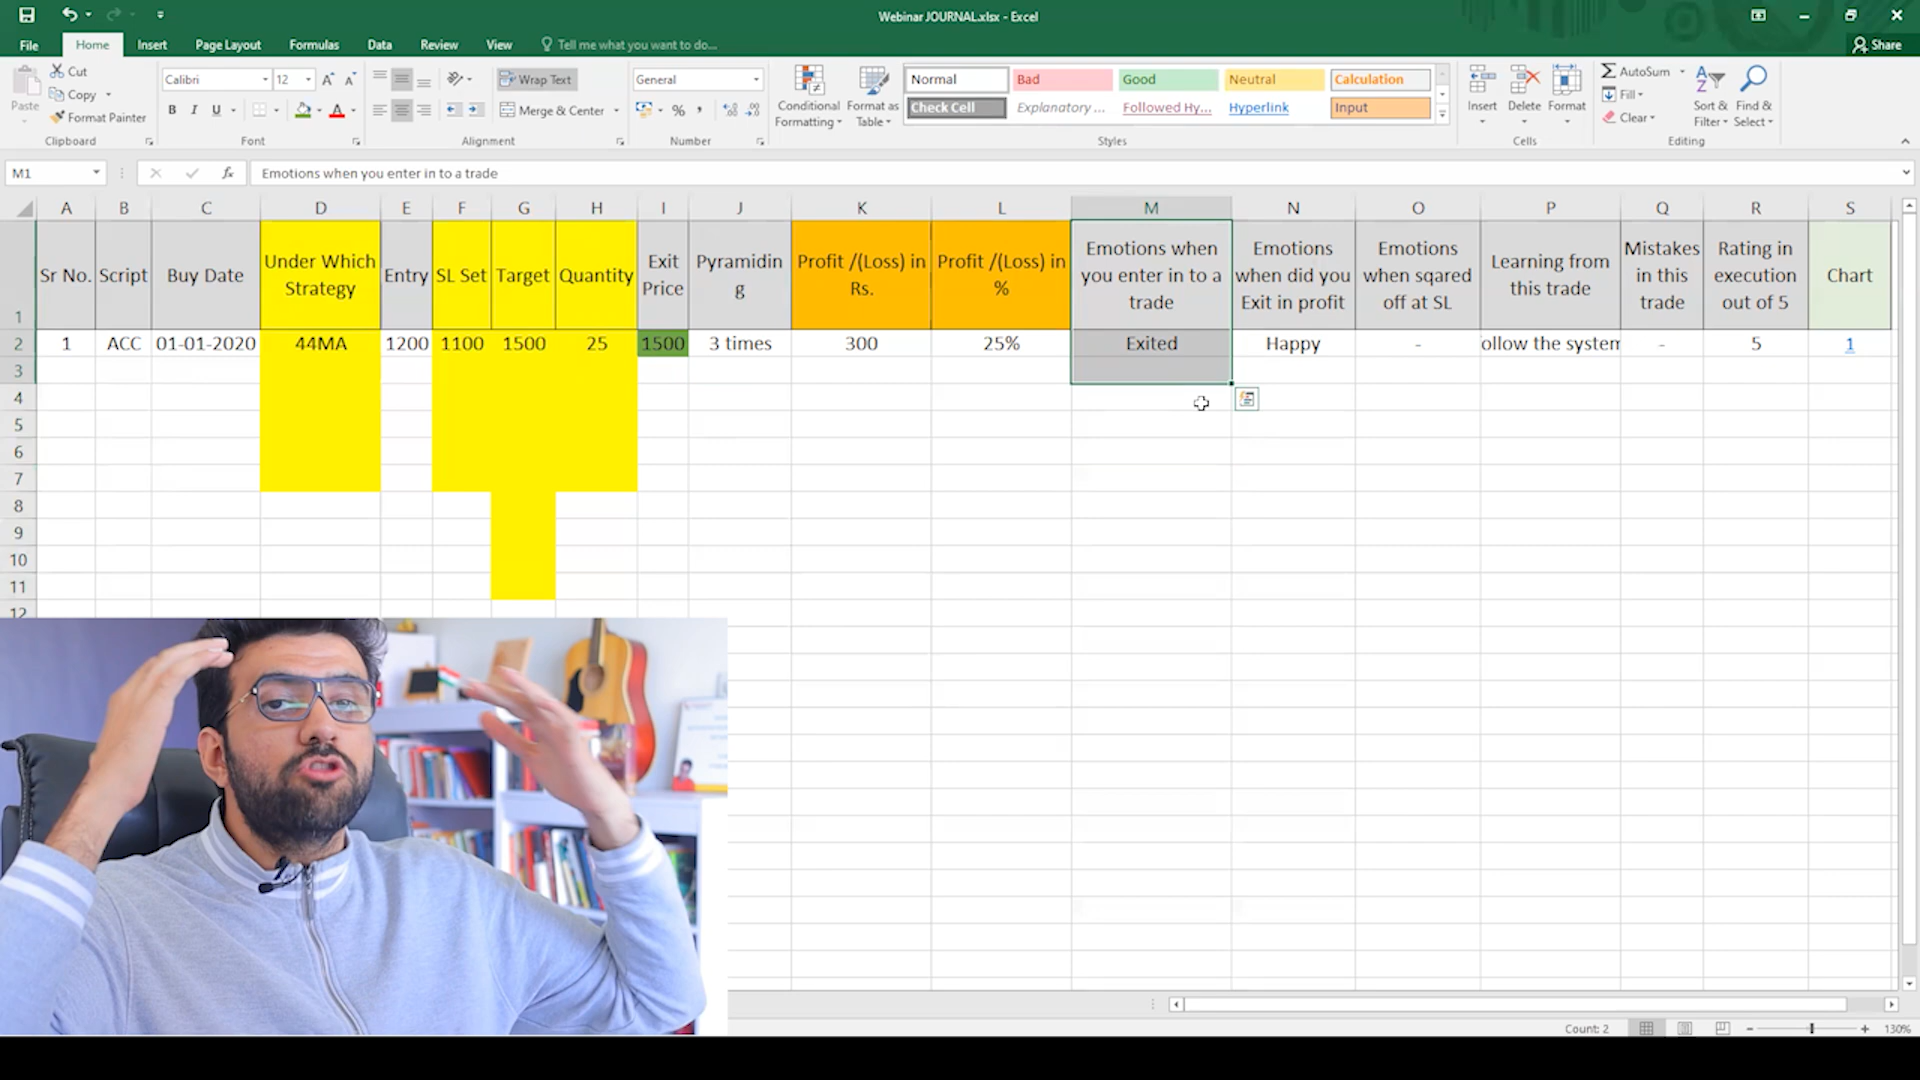 Webinar JOURNAL.xlsx - Excel
File Home Insert Page Layout Formulas Data Review View Tell me what you want to do... Share
Paste
Cut
Copy
Format Painter
Clipboard
Calibri 12
B I U
Font
Wrap Text
Merge & Center
Alignment
General
Number
Conditional Formatting
Format as Table
Normal Bad Good Neutral Calculation
Check Cell Explanatory ... Followed Hy... Hyperlink Input
Styles
Insert Delete Format
Cells
AutoSum
Fill
Clear
Sort & Filter
Find & Select
Editing
M1 fx Emotions when you enter in to a trade
A B C D E F G H I J K L M N O P Q R S
1
Sr No.
Script
Buy Date
Under Which Strategy
Entry
SL Set
Target
Quantity
Exit Price
Pyramidin g
Profit /(Loss) in Rs.
Profit /(Loss) in %
Emotions when you enter in to a trade
Emotions when did you Exit in profit
Emotions when sqared off at SL
Learning from this trade
Mistakes in this trade
Rating in execution out of 5
Chart
2 1 ACC 01-01-2020 44MA 1200 1100 1500 25 1500 3 times 300 25% Exited Happy - ollow the system - 5 1
3
4
5
6
7
8
9
10
11
12
Count: 2 130%